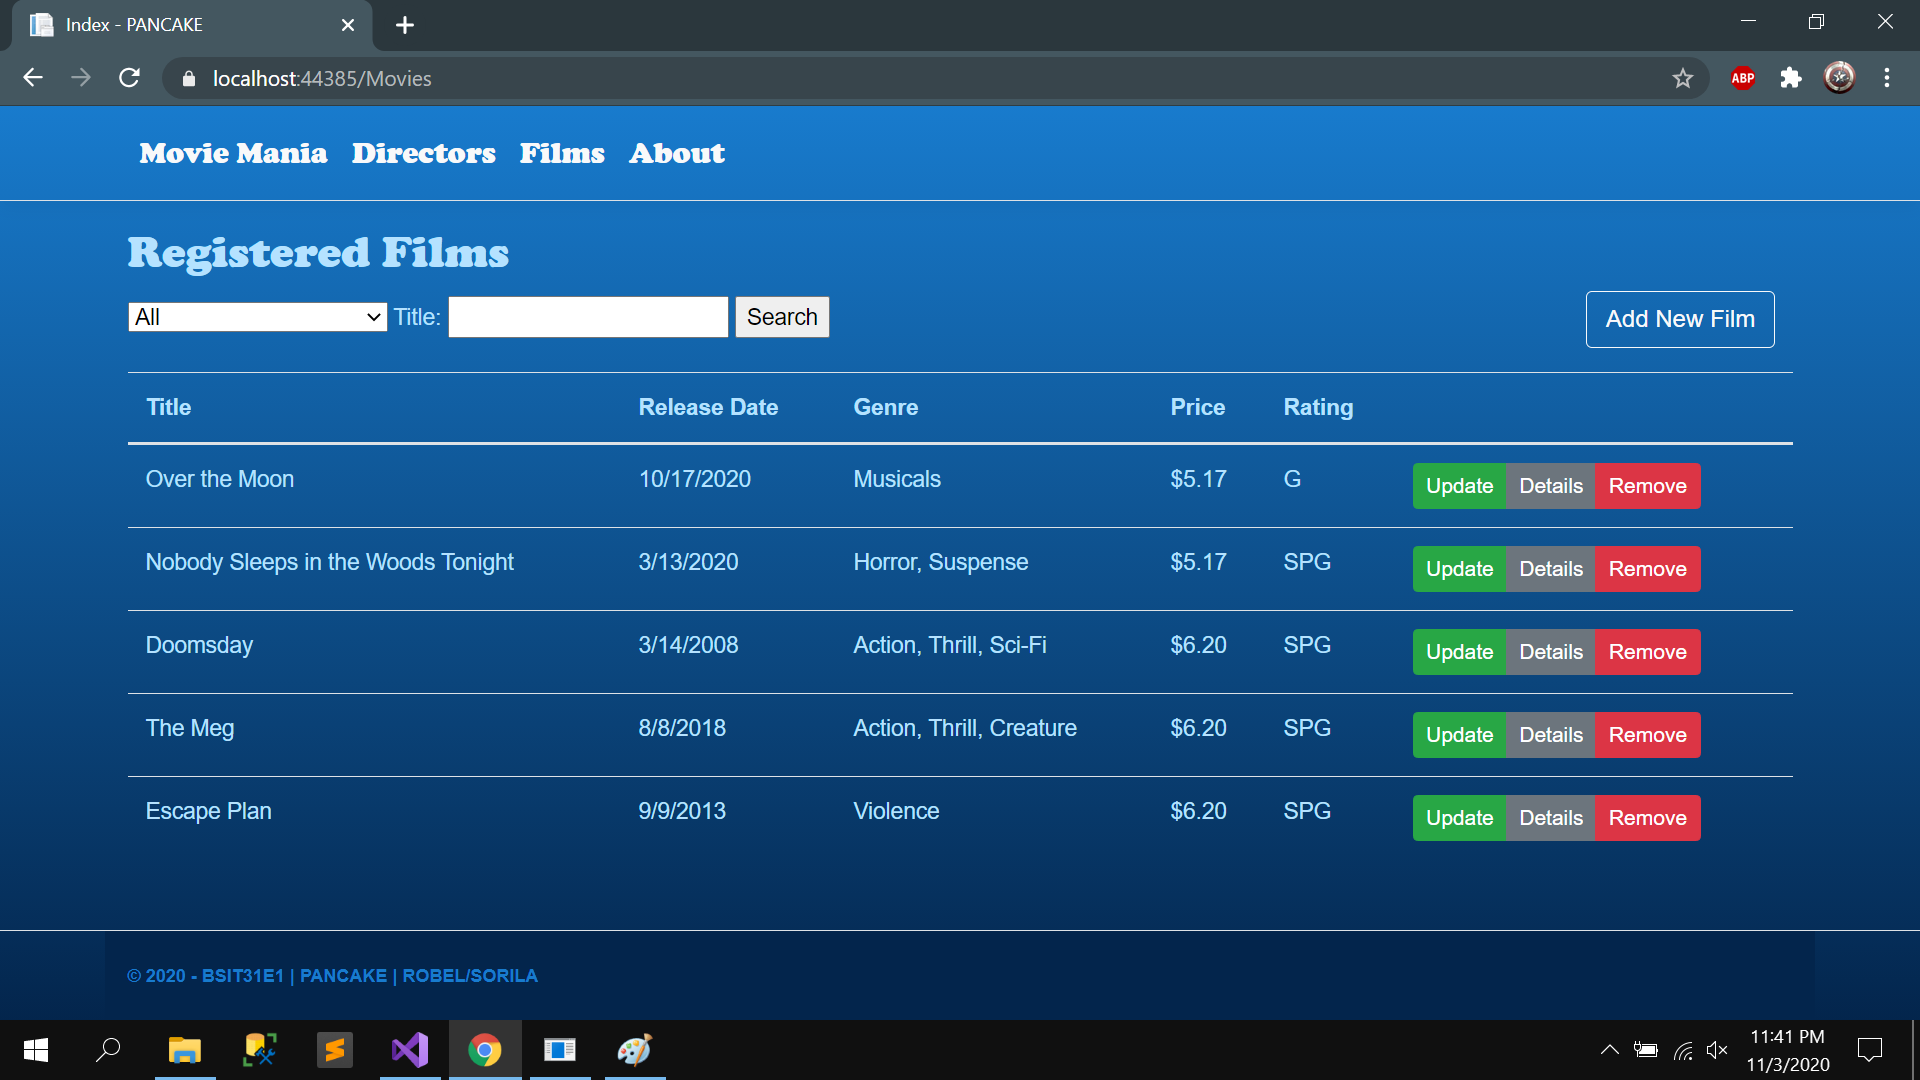 Index - PANCAKE
localhost:44385/Movies
ABP
Movie Mania Directors Films About
Registered Films
All Title: Search Add New Film
Title Release Date Genre Price Rating
Over the Moon 10/17/2020 Musicals $5.17 G Update Details Remove
Nobody Sleeps in the Woods Tonight 3/13/2020 Horror, Suspense $5.17 SPG Update Details Remove
Doomsday 3/14/2008 Action, Thrill, Sci-Fi $6.20 SPG Update Details Remove
The Meg 8/8/2018 Action, Thrill, Creature $6.20 SPG Update Details Remove
Escape Plan 9/9/2013 Violence $6.20 SPG Update Details Remove
© 2020 - BSIT31E1 | PANCAKE | ROBEL/SORILA
11:41 PM
11/3/2020